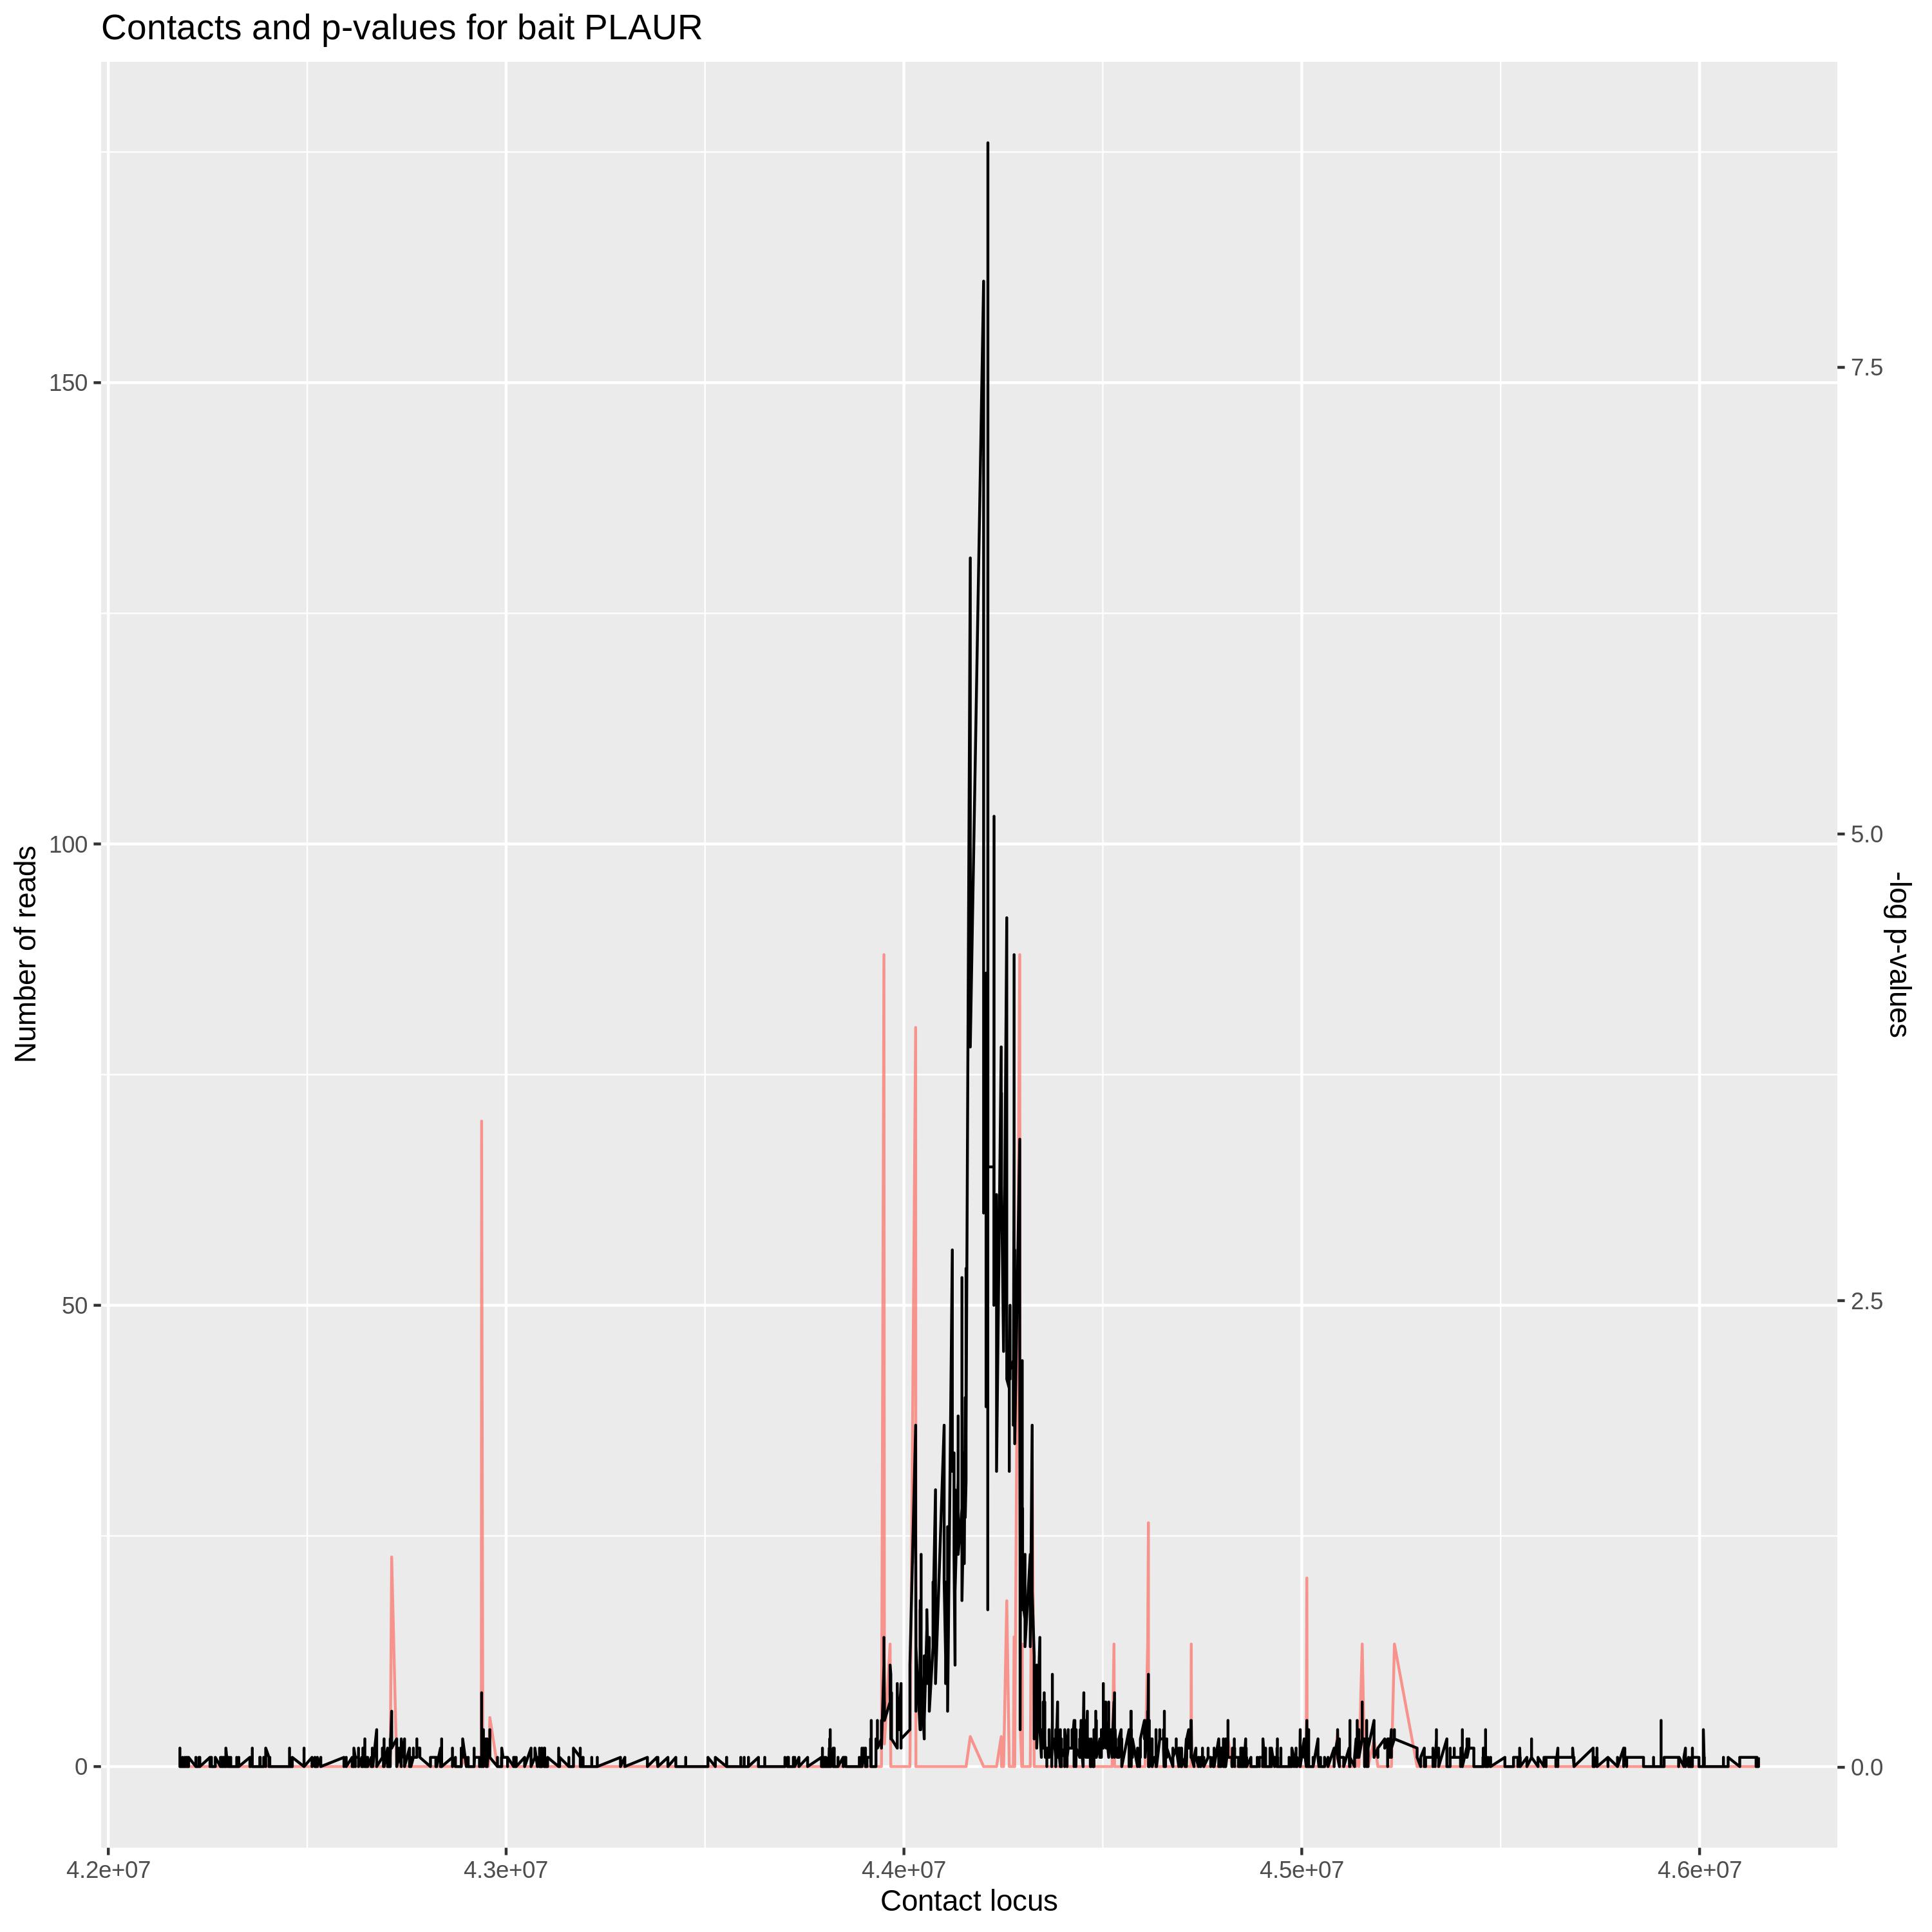 Contacts and p-values for bait PLAUR
150
100
50
0
Number of reads
7.5
5.0
2.5
0.0
-log p-values
4.2e+07
4.3e+07
4.4e+07
4.5e+07
4.6e+07
Contact locus